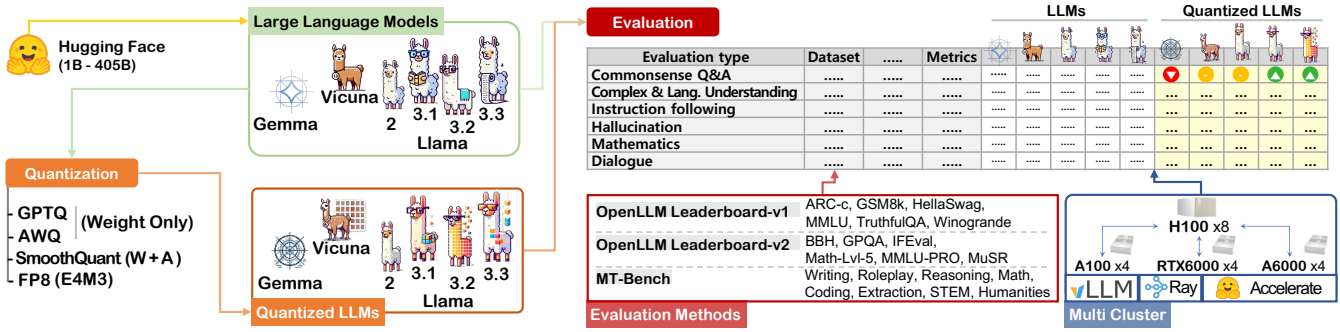 Hugging Face
(1B - 405B)
Large Language Models
Gemma
Vicuna
2
3.1
3.2
3.3
Llama
Quantization
- GPTQ
- AWQ
(Weight Only)
- SmoothQuant (W + A)
- FP8 (E4M3)
Gemma
Vicuna
2
3.1
3.2
3.3
Llama
Quantized LLMs
Evaluation
LLMs
Quantized LLMs
Evaluation type Dataset ..... Metrics
Commonsense Q&A ..... ..... ..... ..... ..... ..... ..... .....
Complex & Lang. Understanding ..... ..... ..... ..... ..... ..... ..... ..... ... ... ... ... ...
Instruction following ..... ..... ..... ..... ..... ..... ..... ..... ... ... ... ... ...
Hallucination ..... ..... ..... ..... ..... ..... ..... ..... ... ... ... ... ...
Mathematics ..... ..... ..... ..... ..... ..... ..... ..... ... ... ... ... ...
Dialogue ..... ..... ..... ..... ..... ..... ..... ..... ... ... ... ... ...
OpenLLM Leaderboard-v1
ARC-c, GSM8k, HellaSwag,
MMLU, TruthfulQA, Winogrande
OpenLLM Leaderboard-v2
BBH, GPQA, IFEval,
Math-Lvl-5, MMLU-PRO, MuSR
MT-Bench
Writing, Roleplay, Reasoning, Math,
Coding, Extraction, STEM, Humanities
Evaluation Methods
H100 x8
A100 x4
RTX6000 x4
A6000 x4
vLLM
Ray
Accelerate
Multi Cluster